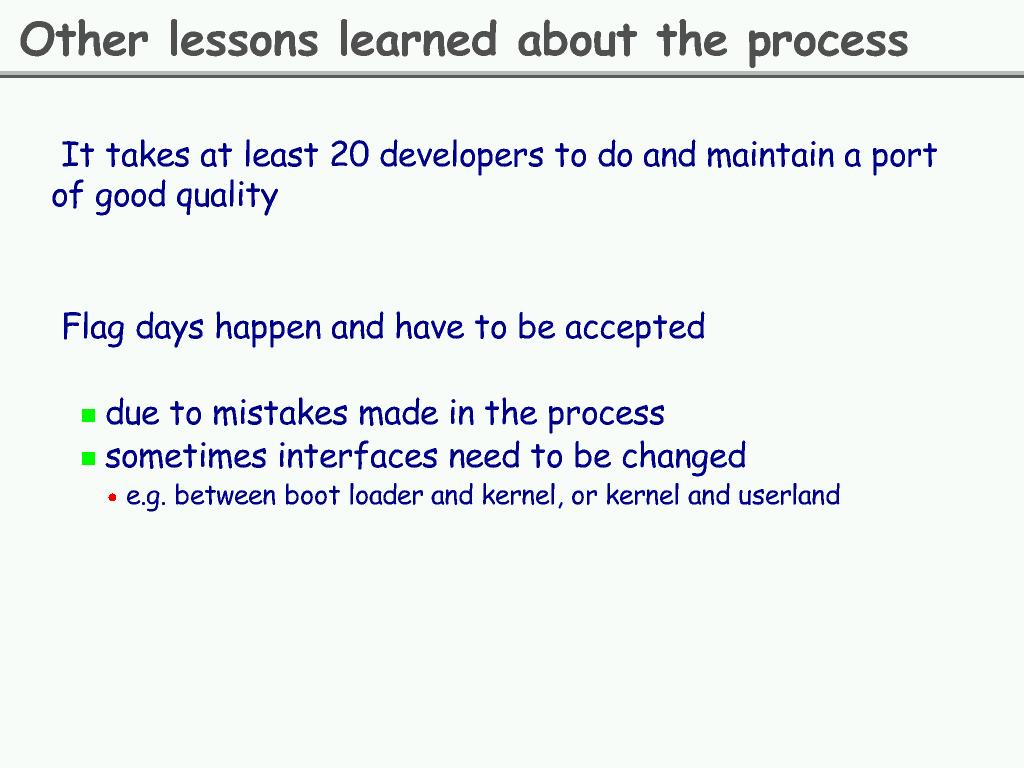 Other lessons learned about the process
It takes at least 20 developers to do and maintain a port
of good quality
Flag days happen and have to be accepted
due to mistakes made in the process
sometimes interfaces need to be changed
e.g. between boot loader and kernel, or kernel and userland